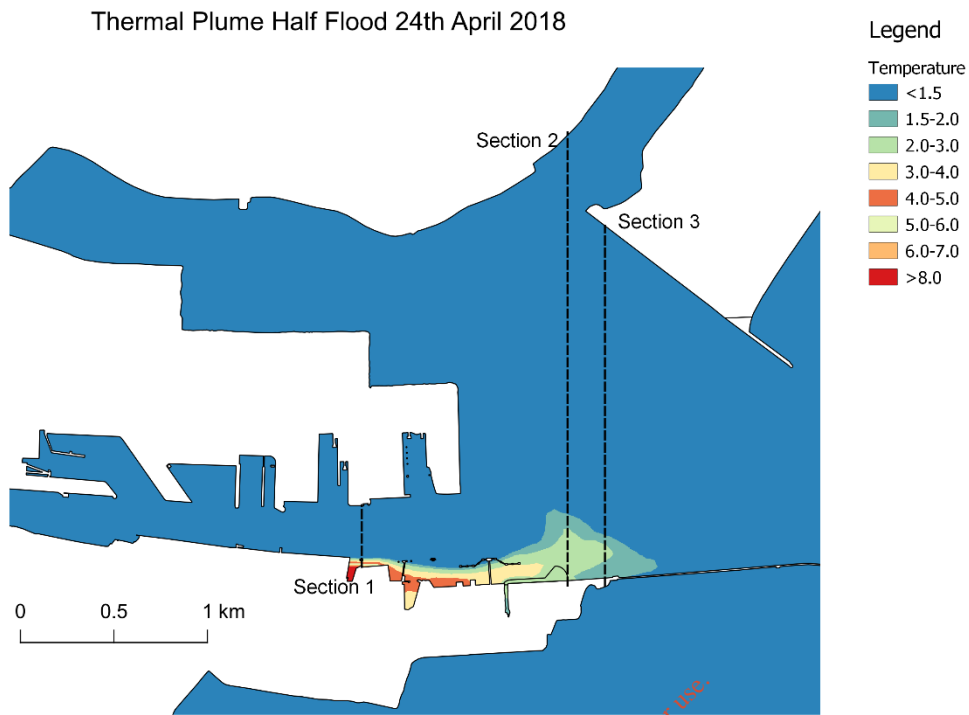 Thermal Plume Half Flood 24th April 2018
Legend
Temperature
<1.5
1.5-2.0
2.0-3.0
3.0-4.0
4.0-5.0
5.0-6.0
6.0-7.0
>8.0
Section 2
Section 3
Section 1
0 0.5 1 km
use.